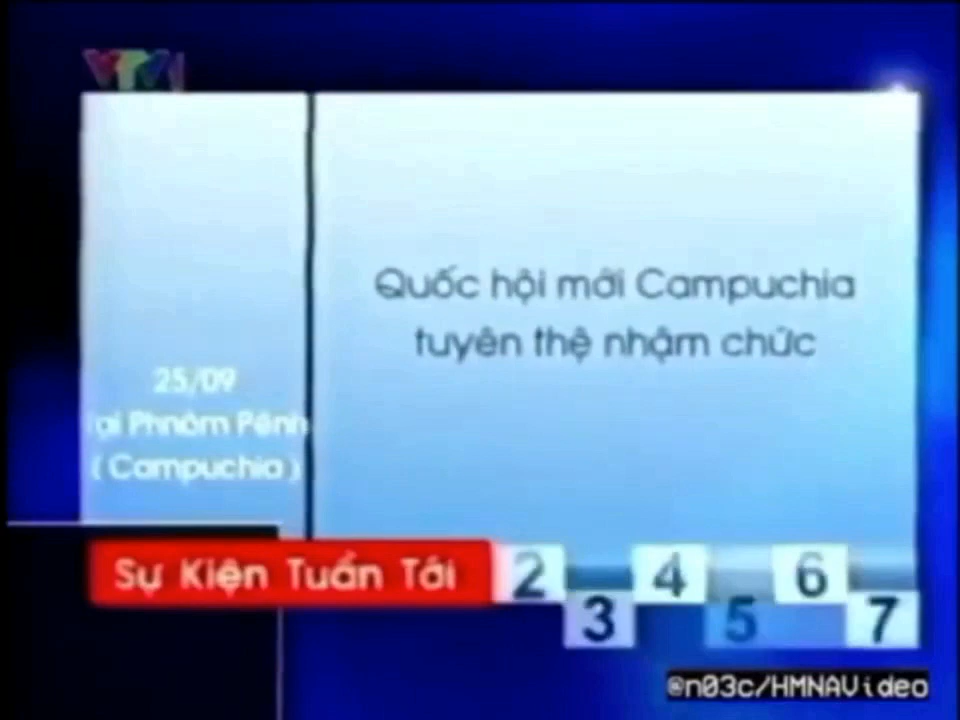 VTV1
Quốc hội mới Campuchia
tuyên thệ nhậm chức
25/09
tại Phnôm Pênh
( Campuchia )
Sự Kiện Tuần Tới
2 3 4 5 6 7
@n03c/HMNAVideo